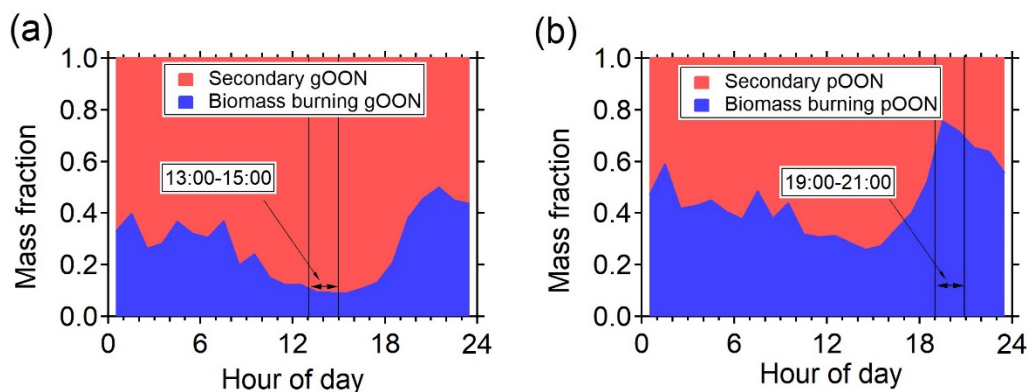 (a)
1.0
0.8
0.6
0.4
0.2
0.0
Mass fraction
Secondary gOON
Biomass burning gOON
13:00-15:00
0 6 12 18 24
Hour of day
(b)
1.0
0.8
0.6
0.4
0.2
0.0
Mass fraction
Secondary pOON
Biomass burning pOON
19:00-21:00
0 6 12 18 24
Hour of day